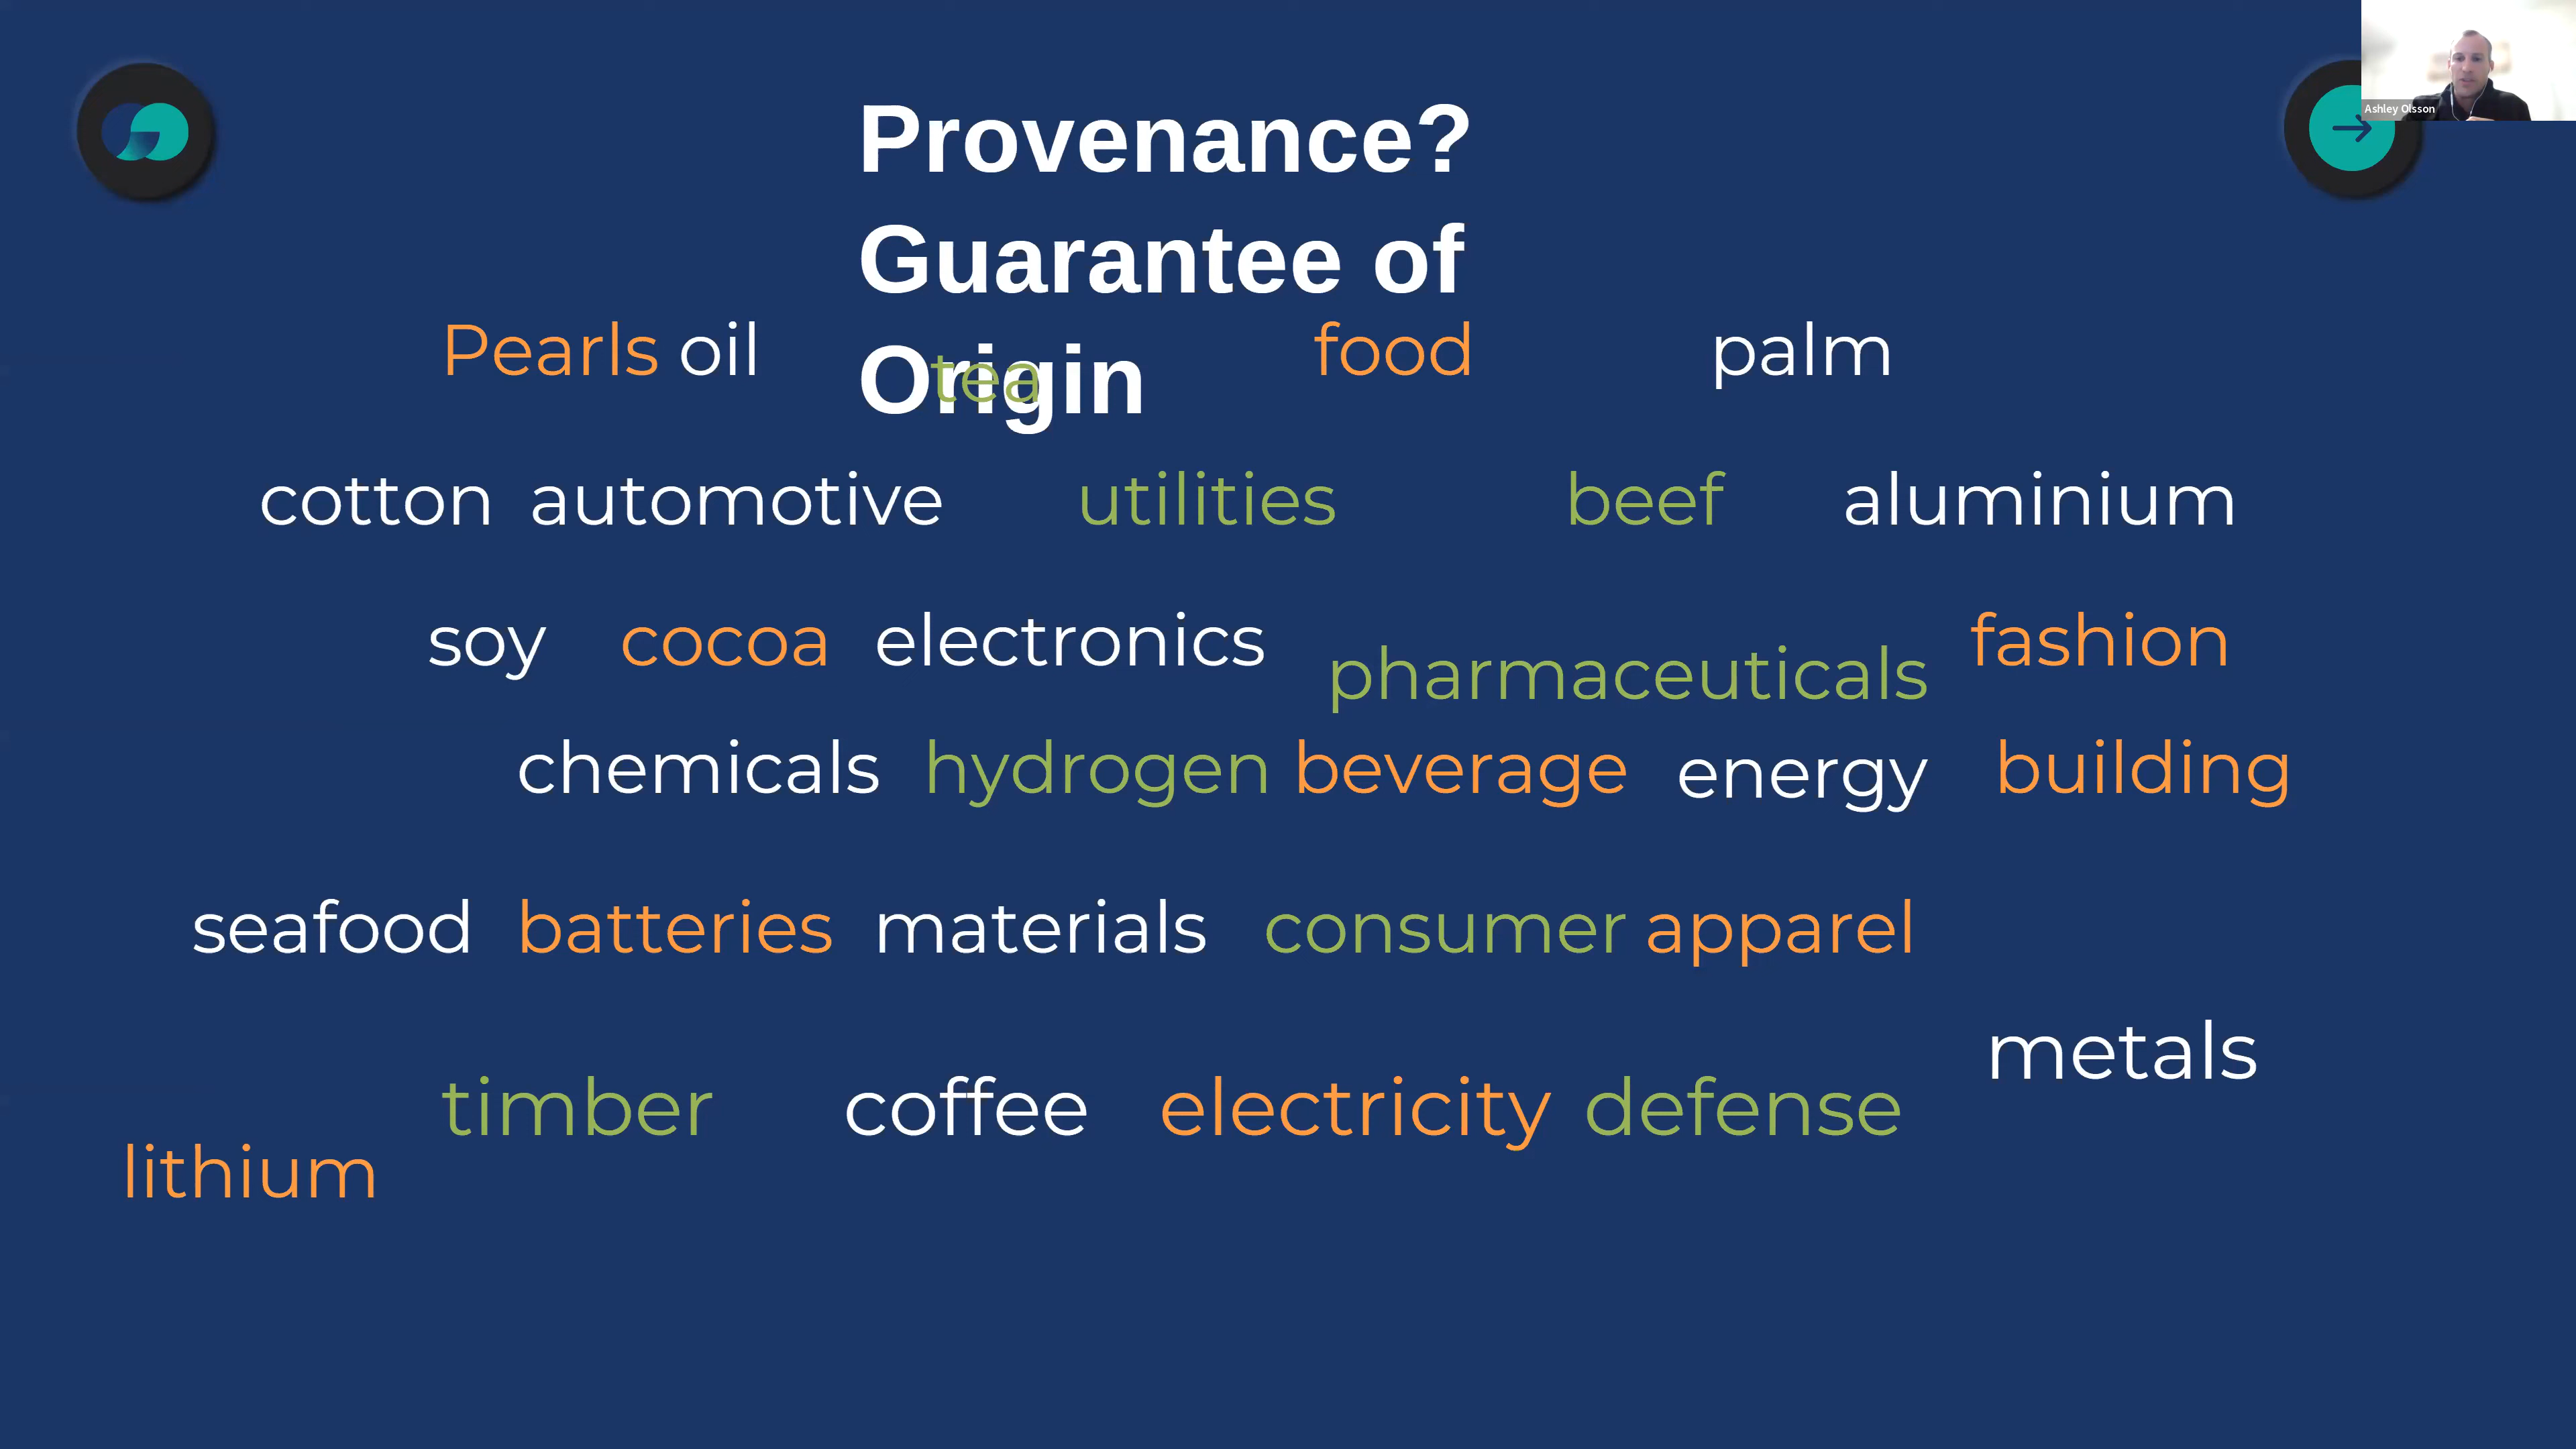 Ashley Olsson
Provenance?
Guarantee of
Origin
Pearls oil tea food palm
cotton automotive utilities beef aluminium
soy cocoa electronics pharmaceuticals fashion
chemicals hydrogen beverage energy building
seafood batteries materials consumer apparel
metals
timber coffee electricity defense
lithium